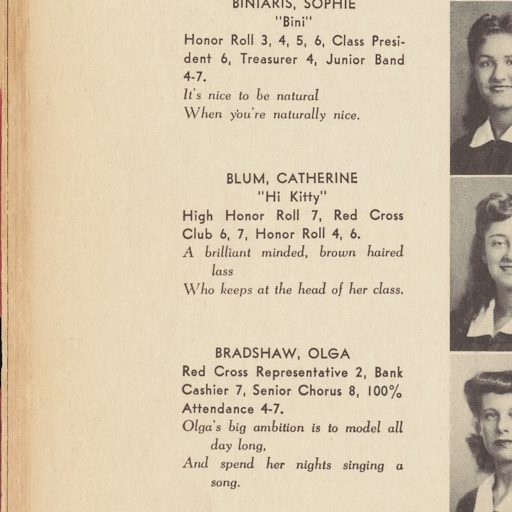 BINIARIS, SOPHIE
"Bini"
Honor Roll 3, 4, 5, 6, Class Presi-
dent 6, Treasurer 4, Junior Band
4-7.
It's nice to be natural
When you're naturally nice.
BLUM, CATHERINE
"Hi Kitty"
High Honor Roll 7, Red Cross
Club 6, 7, Honor Roll 4, 6.
A brilliant minded, brown haired
lass
Who keeps at the head of her class.
BRADSHAW, OLGA
Red Cross Representative 2, Bank
Cashier 7, Senior Chorus 8, 100%
Attendance 4-7.
Olga's big ambition is to model all
day long,
And spend her nights singing a
song.